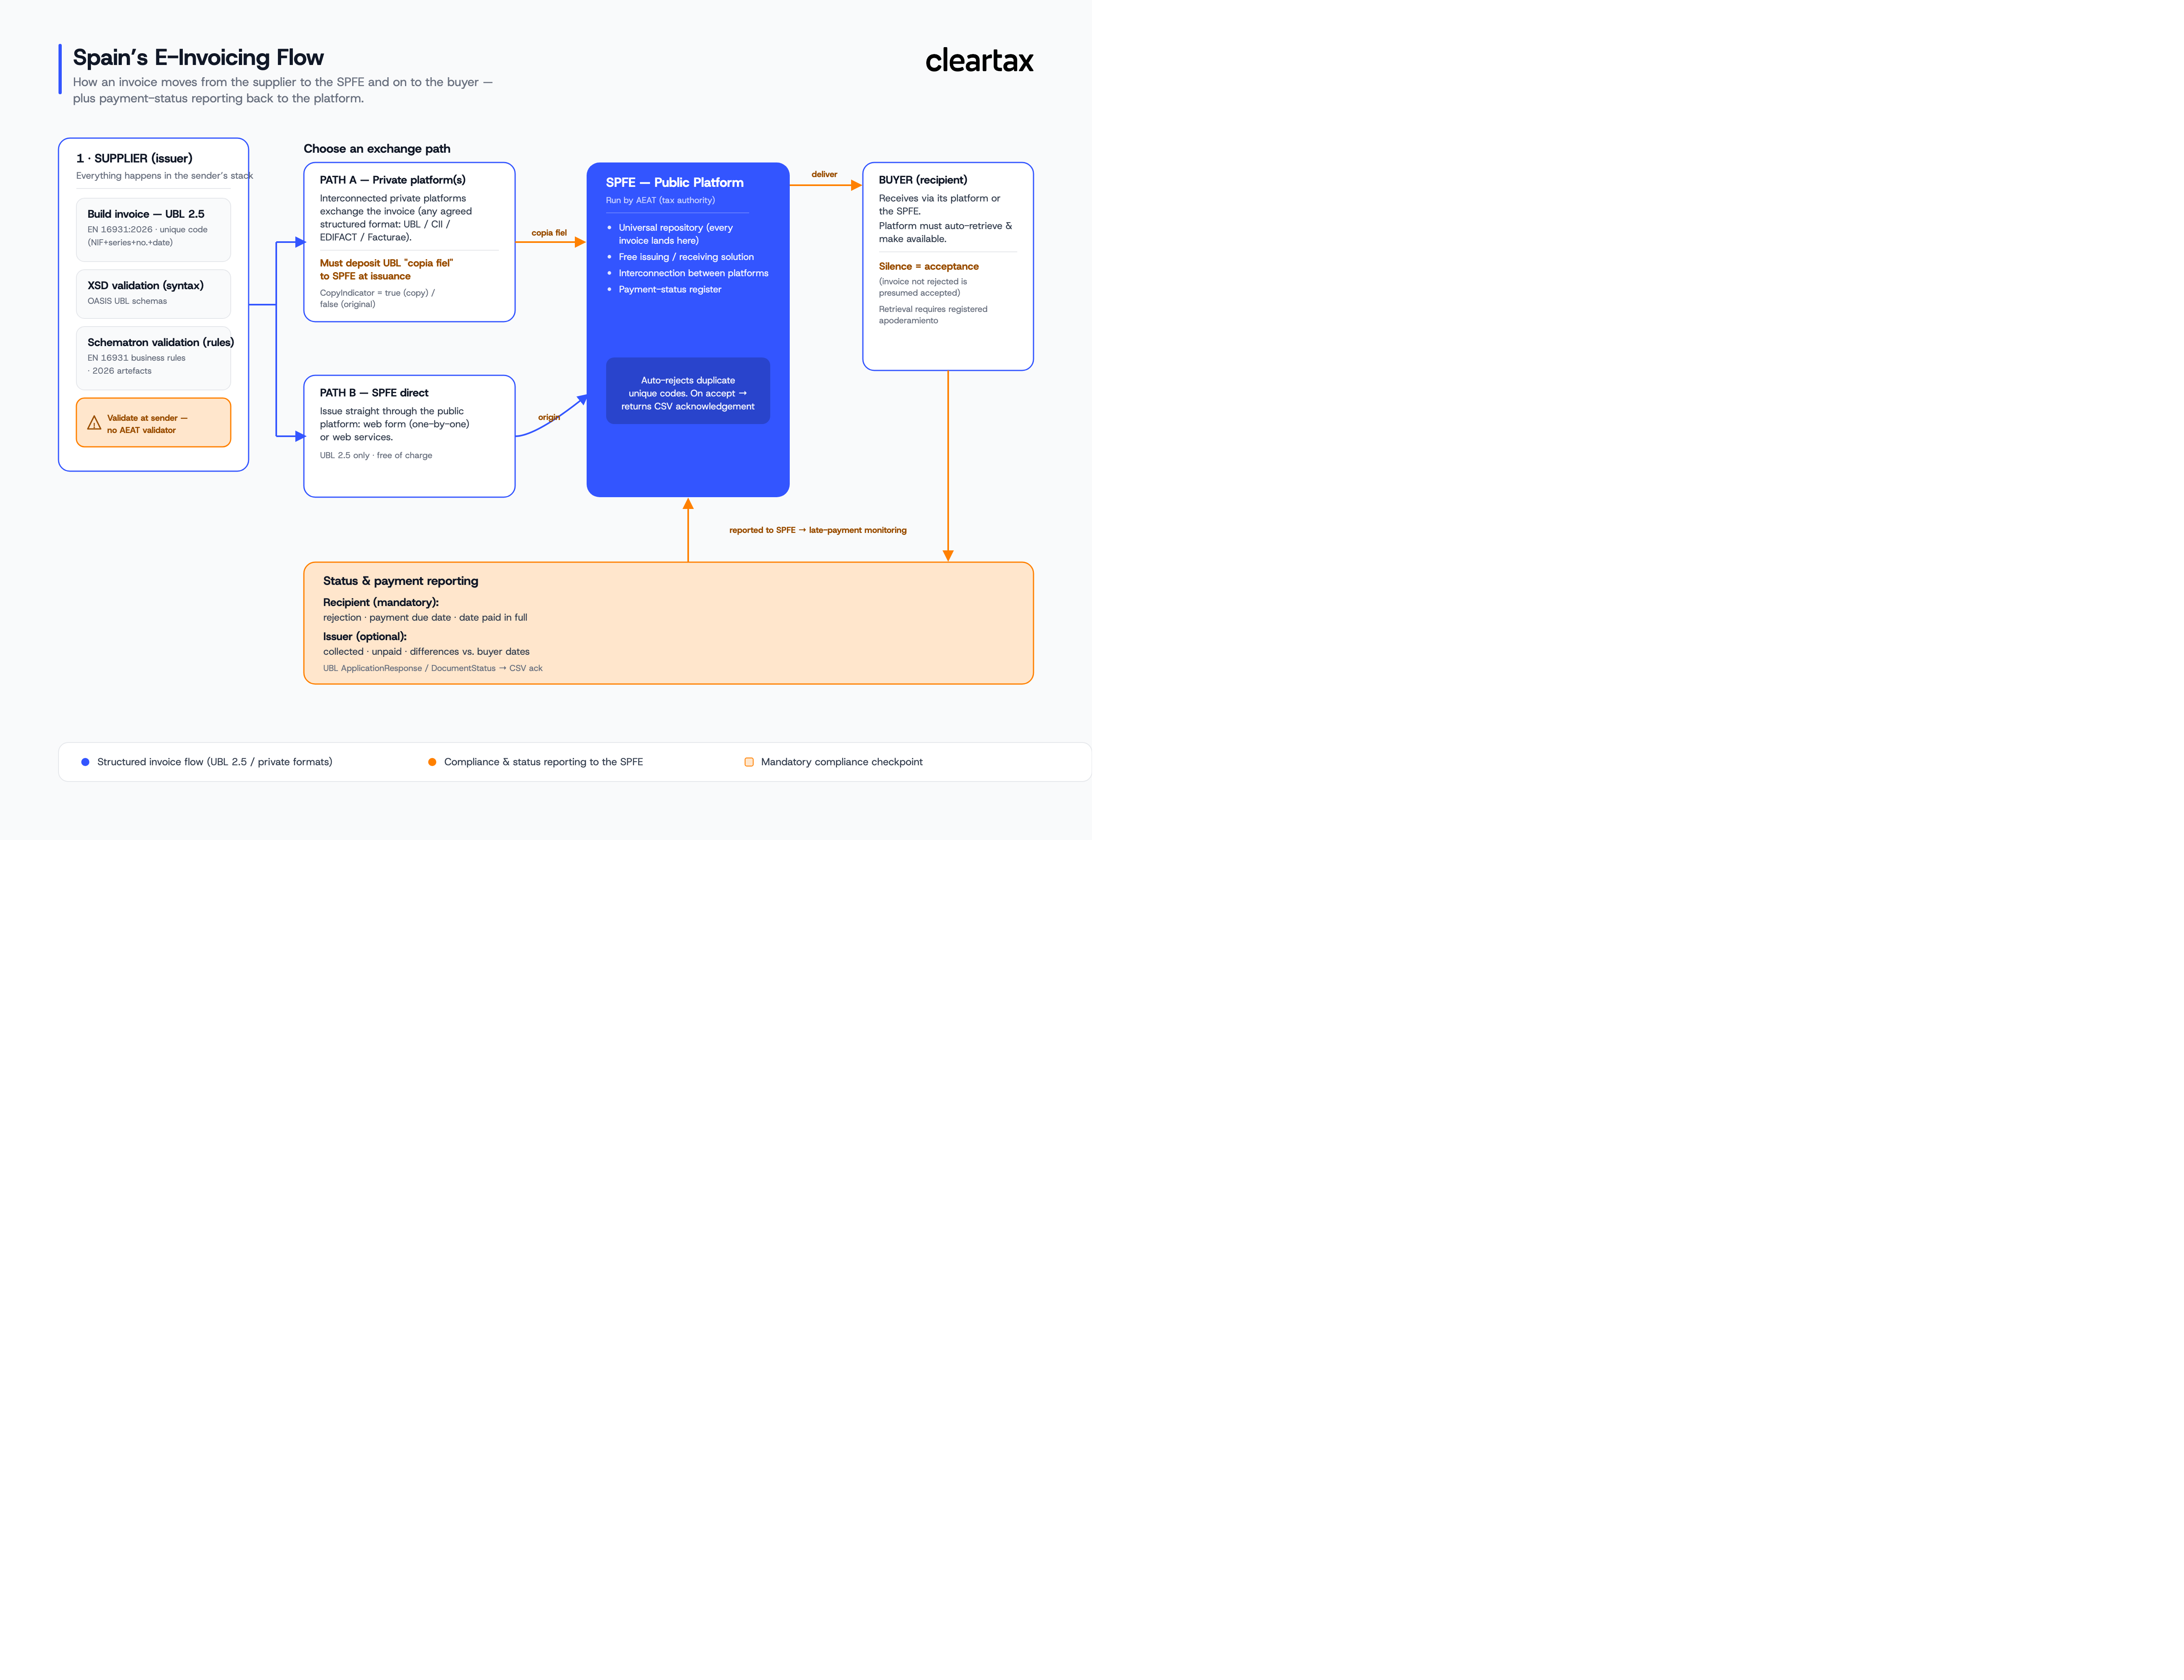 Spain's E-Invoicing Flow
How an invoice moves from the supplier to the SPFE and on to the buyer —
plus payment-status reporting back to the platform.
cleartax
1 · SUPPLIER (issuer)
Everything happens in the sender's stack
Build invoice — UBL 2.5
EN 16931:2026 · unique code
(NIF+series+no.+date)
XSD validation (syntax)
OASIS UBL schemas
Schematron validation (rules)
EN 16931 business rules
· 2026 artefacts
Validate at sender —
no AEAT validator
Choose an exchange path
PATH A — Private platform(s)
Interconnected private platforms
exchange the invoice (any agreed
structured format: UBL / CII /
EDIFACT / Facturae).
Must deposit UBL "copia fiel"
to SPFE at issuance
CopyIndicator = true (copy) /
false (original)
PATH B — SPFE direct
Issue straight through the public
platform: web form (one-by-one)
or web services.
UBL 2.5 only · free of charge
copia fiel
origin
SPFE — Public Platform
Run by AEAT (tax authority)
• Universal repository (every
invoice lands here)
• Free issuing / receiving solution
• Interconnection between platforms
• Payment-status register
Auto-rejects duplicate
unique codes. On accept →
returns CSV acknowledgement
deliver
BUYER (recipient)
Receives via its platform or
the SPFE.
Platform must auto-retrieve &
make available.
Silence = acceptance
(invoice not rejected is
presumed accepted)
Retrieval requires registered
apoderamiento
reported to SPFE → late-payment monitoring
Status & payment reporting
Recipient (mandatory):
rejection · payment due date · date paid in full
Issuer (optional):
collected · unpaid · differences vs. buyer dates
UBL ApplicationResponse / DocumentStatus → CSV ack
Structured invoice flow (UBL 2.5 / private formats)
Compliance & status reporting to the SPFE
Mandatory compliance checkpoint